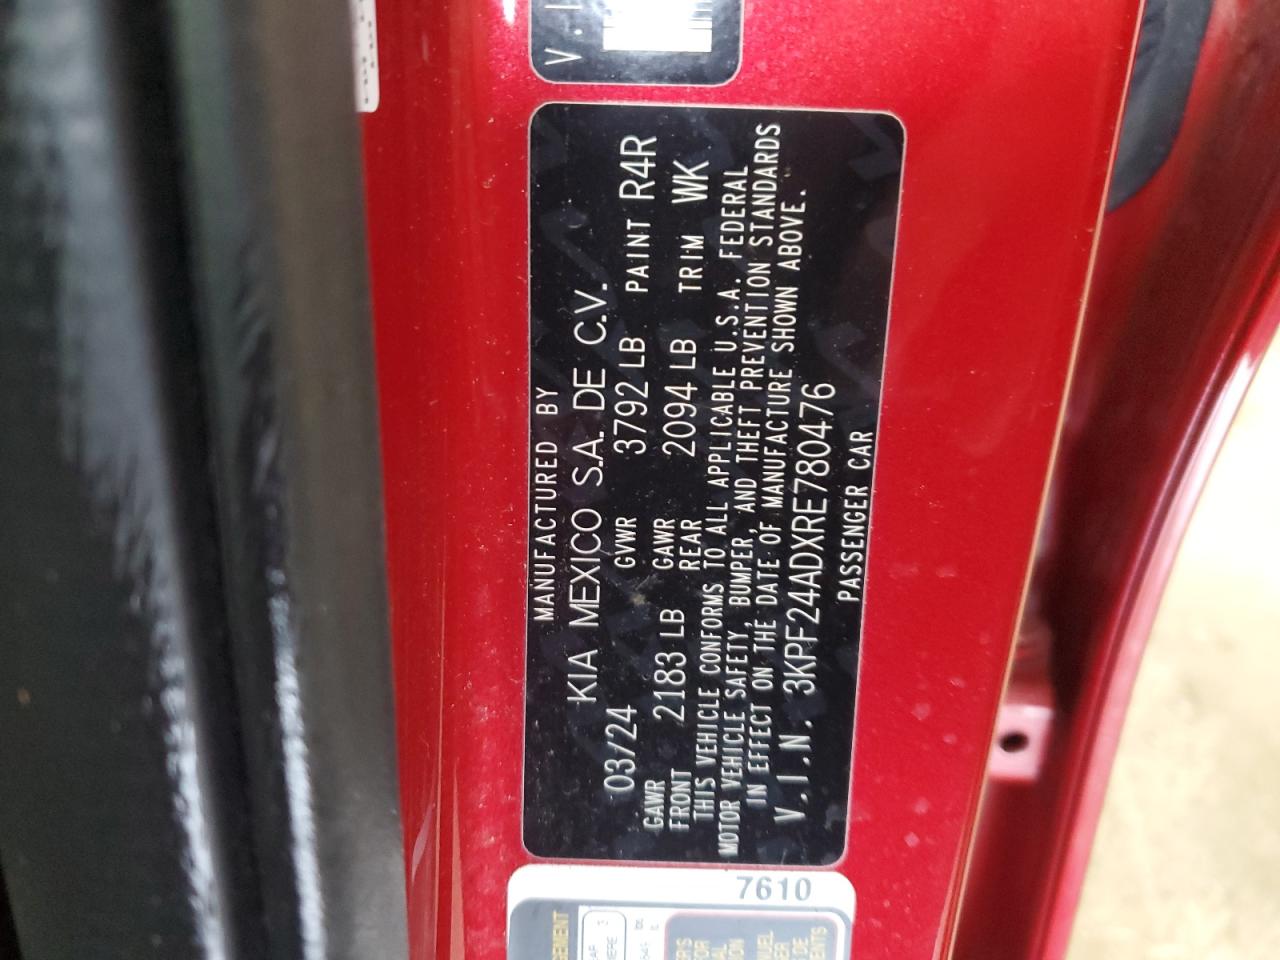 V.I
MANUFACTURED BY
KIA MEXICO S.A. DE C.V.
03/24 GVWR 3792 LB PAINT R4R
GAWR FRONT 2183 LB GAWR REAR 2094 LB TRIM WK
THIS VEHICLE CONFORMS TO ALL APPLICABLE U.S.A. FEDERAL
MOTOR VEHICLE SAFETY, BUMPER, AND THEFT PREVENTION STANDARDS
IN EFFECT ON THE DATE OF MANUFACTURE SHOWN ABOVE.
V.I.N. 3KPF24ADXRE780476
PASSENGER CAR
7610